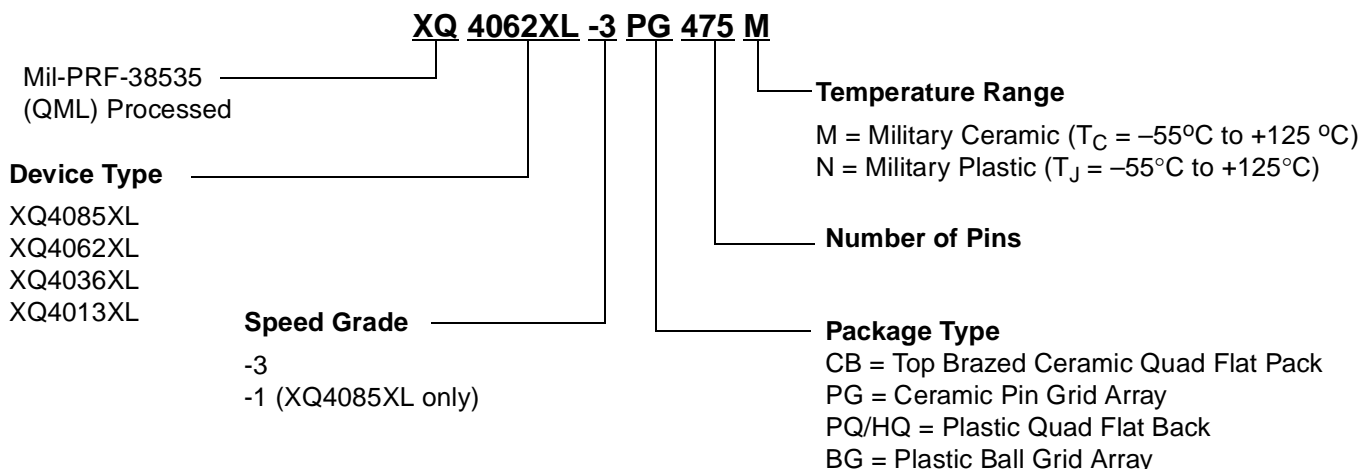 XQ 4062XL -3 PG 475 M
Mil-PRF-38535
(QML) Processed
Device Type
XQ4085XL
XQ4062XL
XQ4036XL
XQ4013XL
Speed Grade
-3
-1 (XQ4085XL only)
Temperature Range
M = Military Ceramic (TC = –55oC to +125 oC)
N = Military Plastic (TJ = –55°C to +125°C)
Number of Pins
Package Type
CB = Top Brazed Ceramic Quad Flat Pack
PG = Ceramic Pin Grid Array
PQ/HQ = Plastic Quad Flat Back
BG = Plastic Ball Grid Array